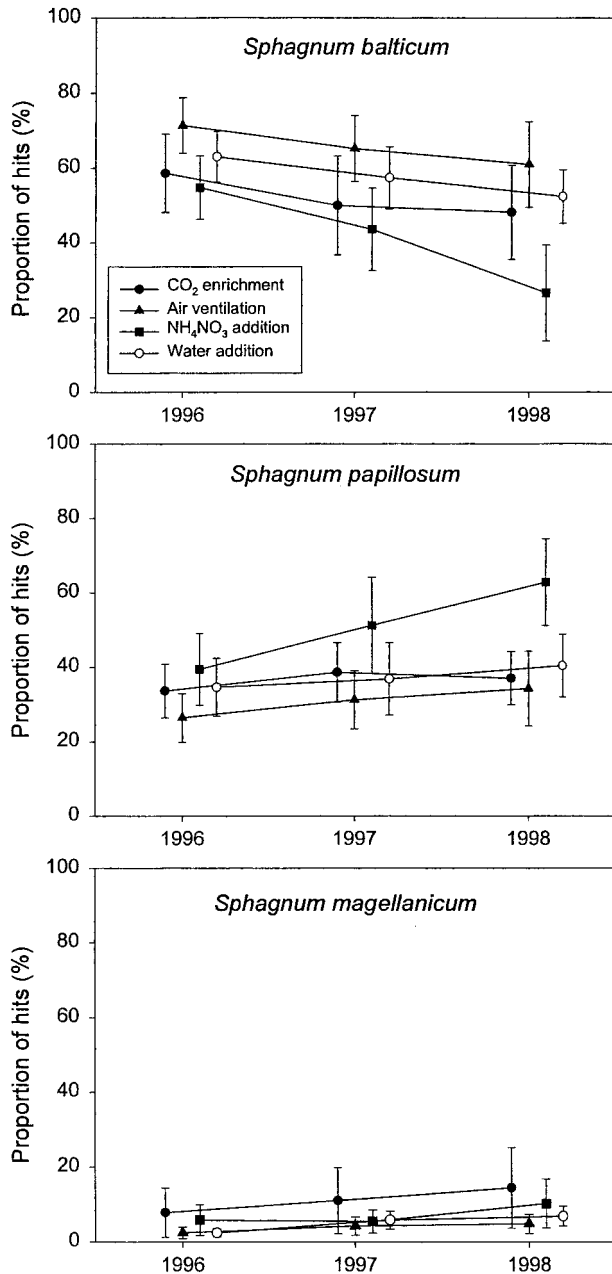 100
Sphagnum balticum
80
60
40
20
0
Proportion of hits (%)
CO₂ enrichment
Air ventilation
NH₄NO₃ addition
Water addition
1996 1997 1998
100
Sphagnum papillosum
80
60
40
20
0
Proportion of hits (%)
1996 1997 1998
100
Sphagnum magellanicum
80
60
40
20
0
Proportion of hits (%)
1996 1997 1998